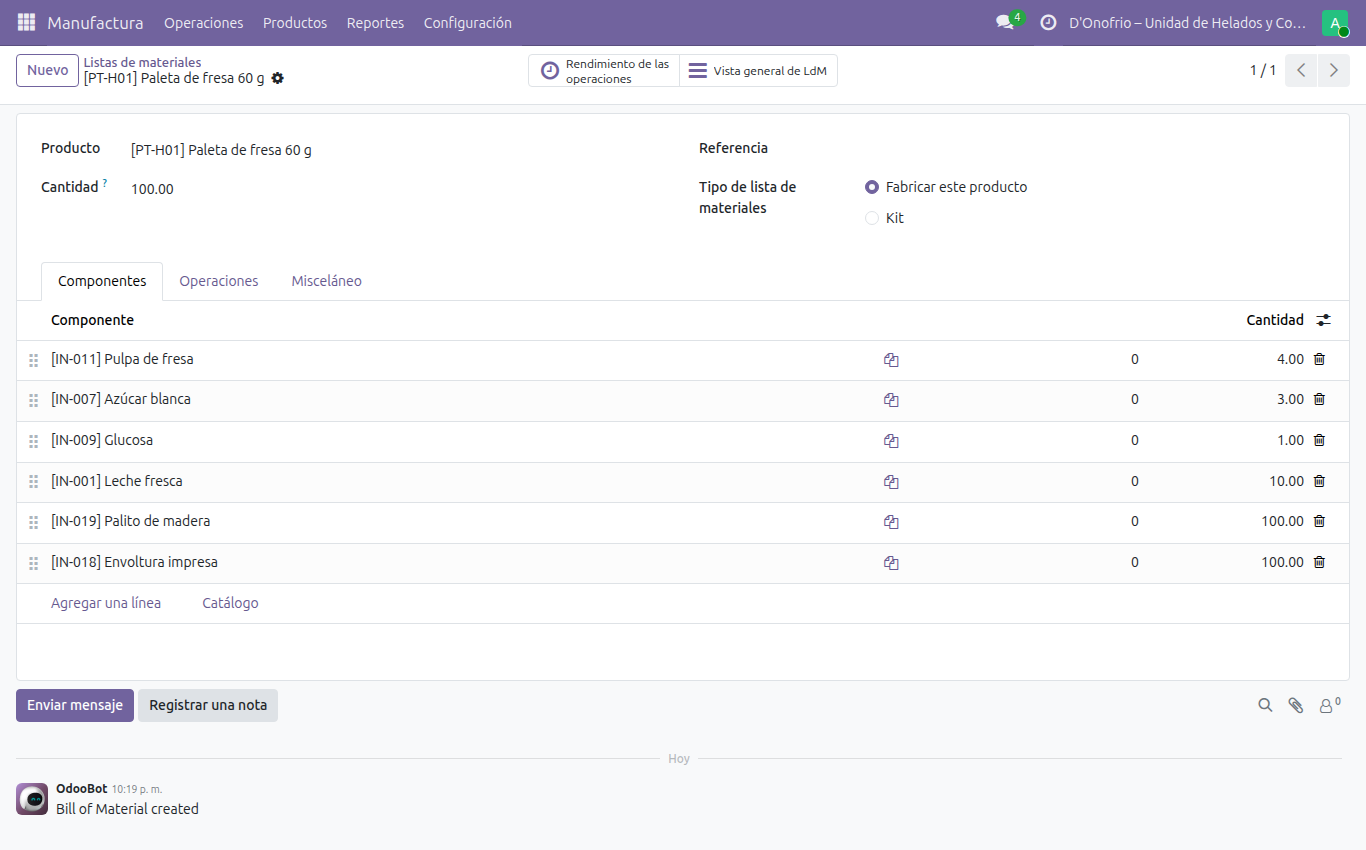 Manufactura Operaciones Productos Reportes Configuración 4 D'Onofrio – Unidad de Helados y Co... A
Nuevo Listas de materiales
[PT-H01] Paleta de fresa 60 g
Rendimiento de las operaciones
Vista general de LdM
1 / 1
Producto [PT-H01] Paleta de fresa 60 g
Cantidad ? 100.00
Referencia
Tipo de lista de materiales
Fabricar este producto
Kit
Componentes Operaciones Misceláneo
Componente Cantidad
[IN-011] Pulpa de fresa 0 4.00
[IN-007] Azúcar blanca 0 3.00
[IN-009] Glucosa 0 1.00
[IN-001] Leche fresca 0 10.00
[IN-019] Palito de madera 0 100.00
[IN-018] Envoltura impresa 0 100.00
Agregar una línea Catálogo
Enviar mensaje Registrar una nota 0
Hoy
OdooBot 10:19 p. m.
Bill of Material created